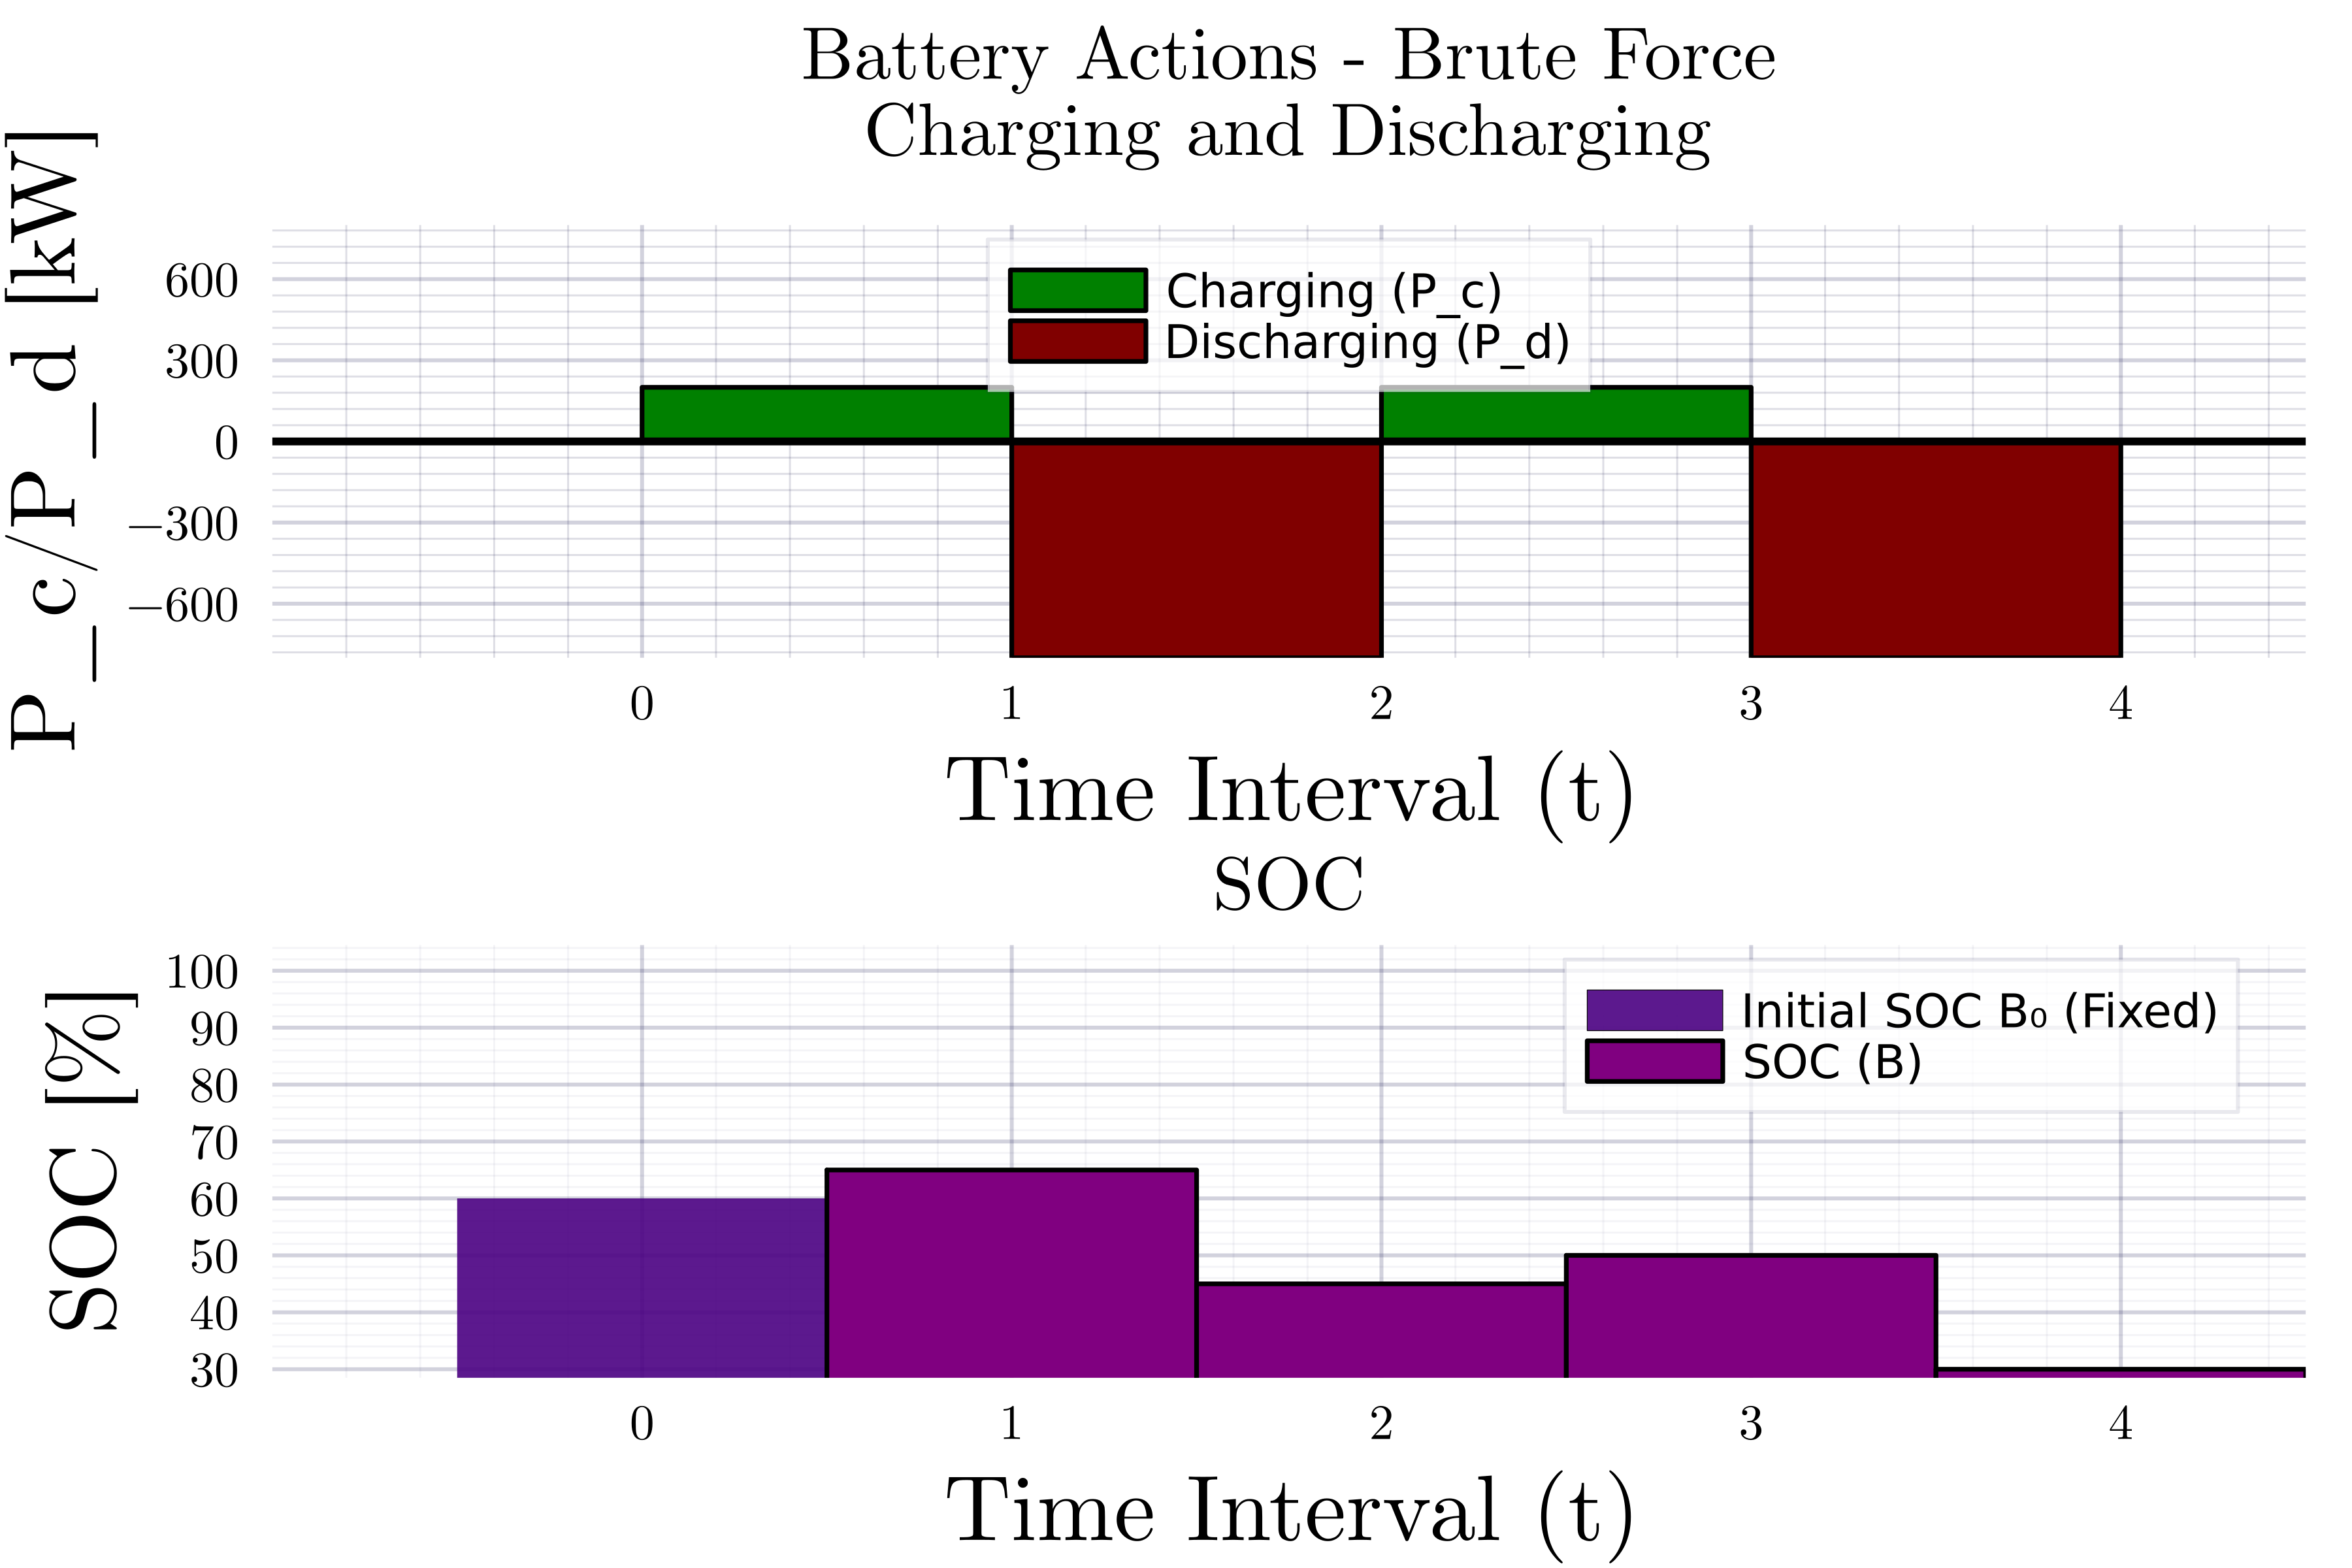 Battery Actions - Brute Force
Charging and Discharging
P_c/P_d [kW]
600
300
0
−300
−600
Charging (P_c)
Discharging (P_d)
0 1 2 3 4
Time Interval (t)
SOC
SOC [%]
100
90
80
70
60
50
40
30
Initial SOC B₀ (Fixed)
SOC (B)
0 1 2 3 4
Time Interval (t)